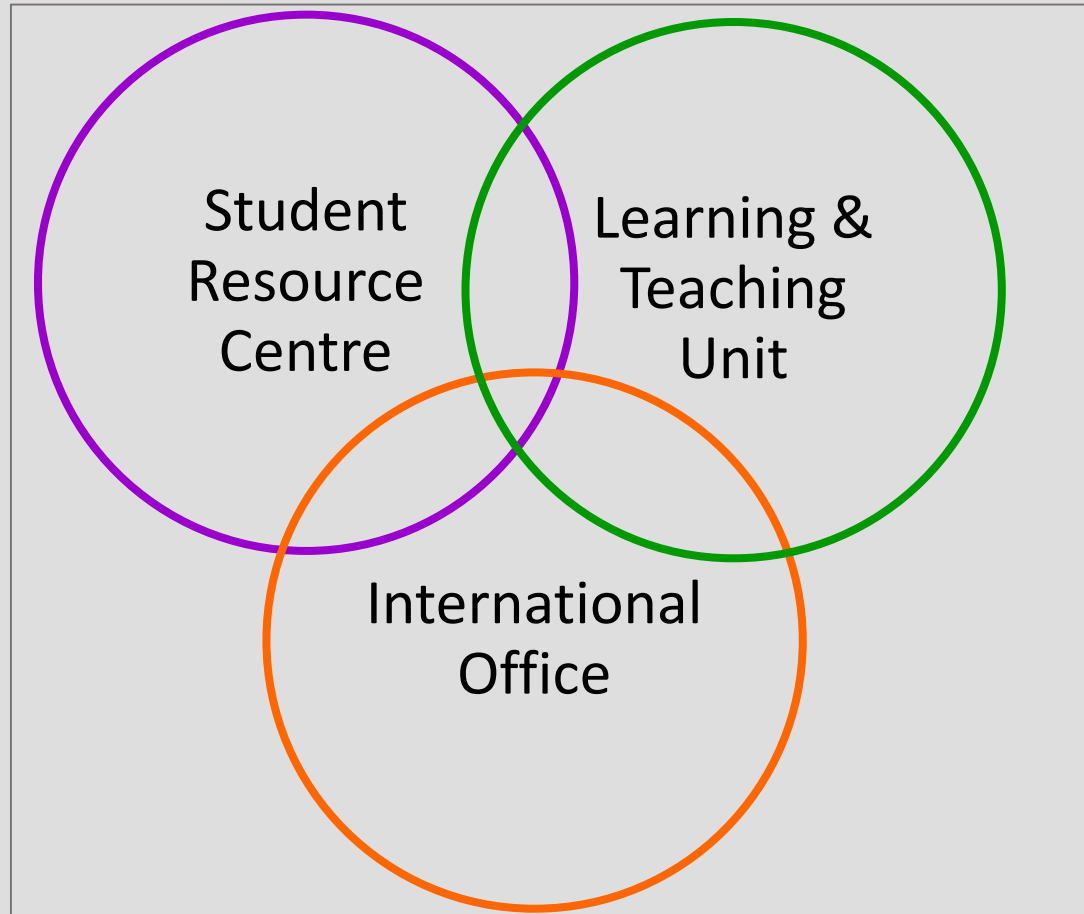 Student
Resource
Centre
Learning &
Teaching
Unit
International
Office